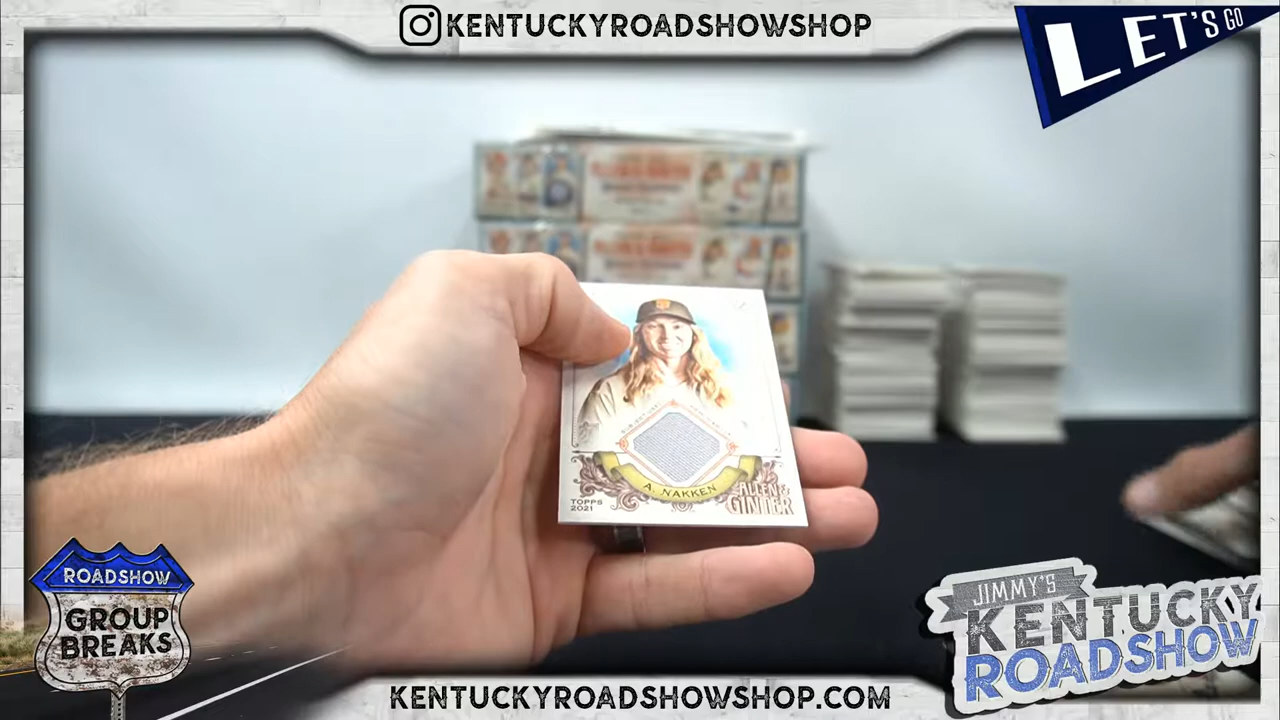 KENTUCKYROADSHOWSHOP
LET'S GO
A. NAKKEN
TOPPS
2021
ALLEN &
GINTER
ROADSHOW
GROUP
BREAKS
JIMMY'S
KENTUCKY
ROADSHOW
KENTUCKYROADSHOWSHOP.COM